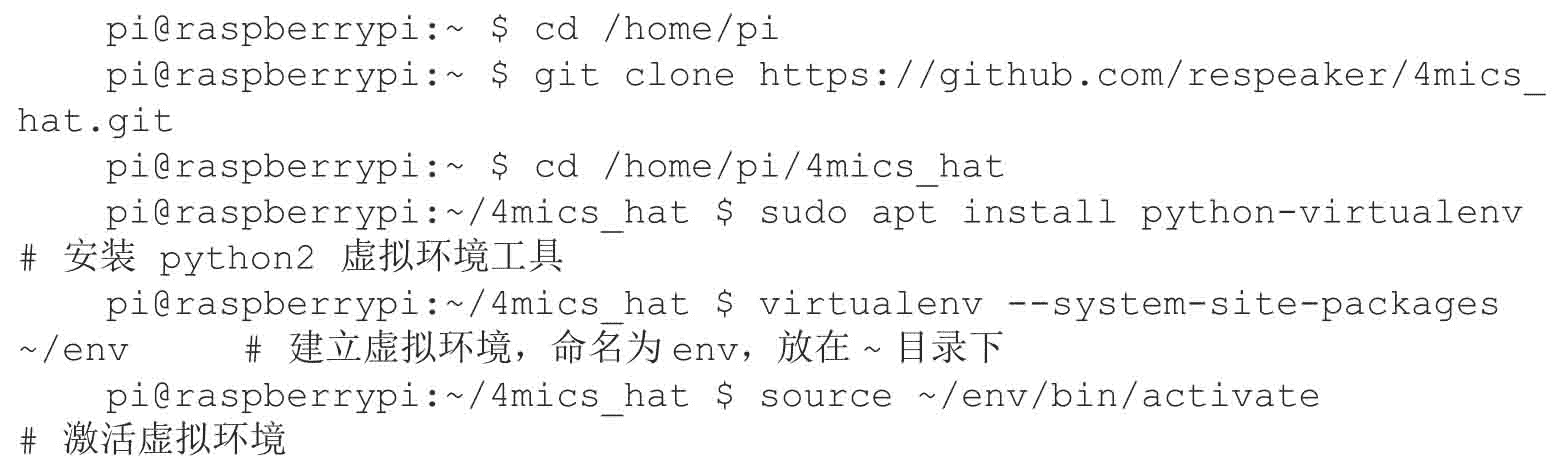 pi@raspberrypi:~ $ cd /home/pi
pi@raspberrypi:~ $ git clone https://github.com/respeaker/4mics_
hat.git
pi@raspberrypi:~ $ cd /home/pi/4mics_hat
pi@raspberrypi:~/4mics_hat $ sudo apt install python-virtualenv
# 安装 python2 虚拟环境工具
pi@raspberrypi:~/4mics_hat $ virtualenv --system-site-packages
~/env # 建立虚拟环境，命名为env，放在~目录下
pi@raspberrypi:~/4mics_hat $ source ~/env/bin/activate
# 激活虚拟环境